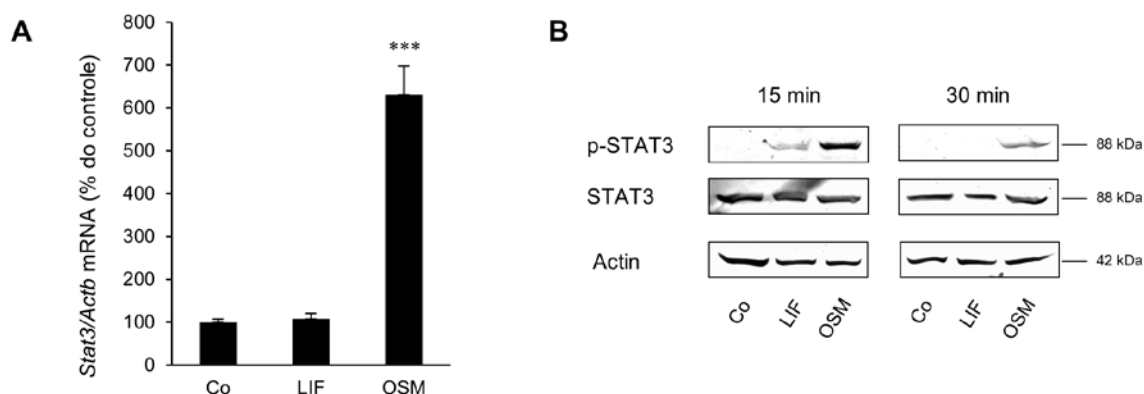 A
Stat3/Actb mRNA (% do controle)
800
700
600
500
400
300
200
100
0
***
Co LIF OSM
B
15 min 30 min
p-STAT3 88 kDa
STAT3 88 kDa
Actin 42 kDa
Co LIF OSM Co LIF OSM